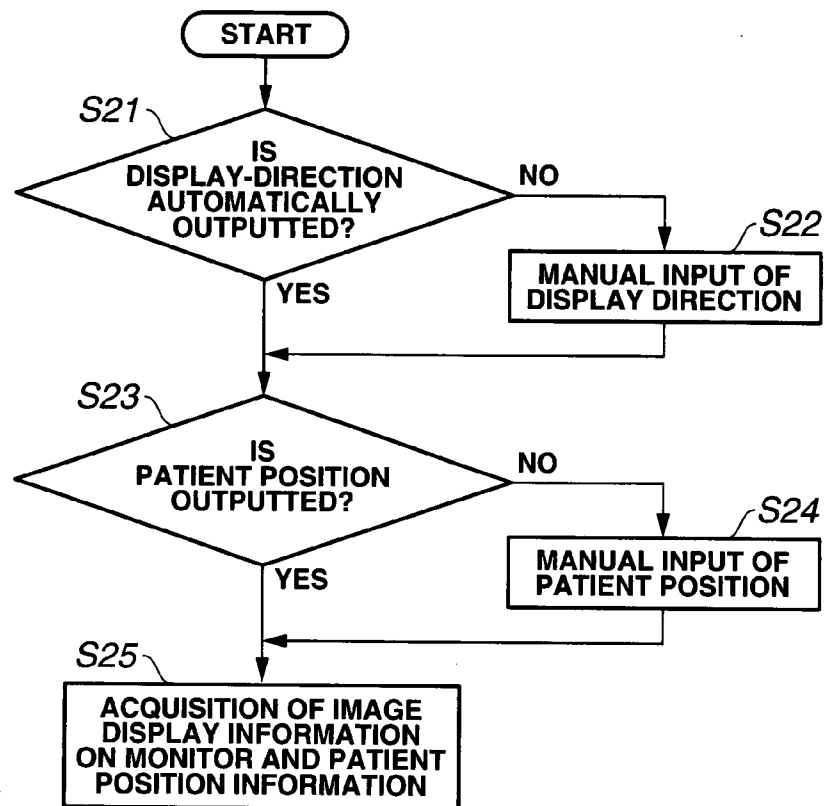 START
S21
IS
DISPLAY-DIRECTION
AUTOMATICALLY
OUTPUTTED?
NO
S22
MANUAL INPUT OF
DISPLAY DIRECTION
YES
S23
IS
PATIENT POSITION
OUTPUTTED?
NO
S24
MANUAL INPUT OF
PATIENT POSITION
YES
S25
ACQUISITION OF IMAGE
DISPLAY INFORMATION
ON MONITOR AND PATIENT
POSITION INFORMATION